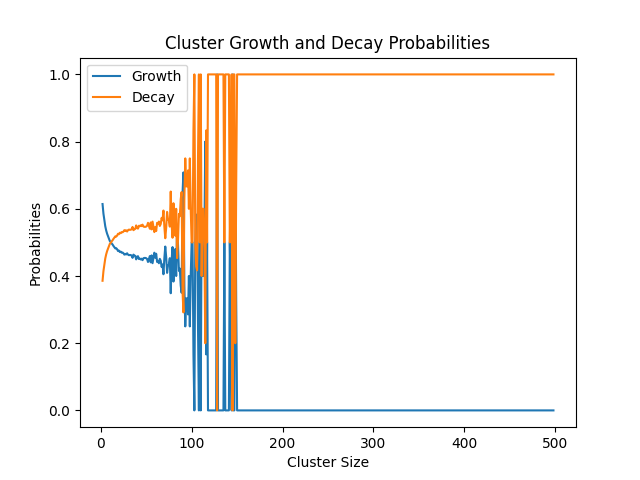 Cluster Growth and Decay Probabilities
Growth
Decay
Probabilities
1.0
0.8
0.6
0.4
0.2
0.0
0
100
200
300
400
500
Cluster Size